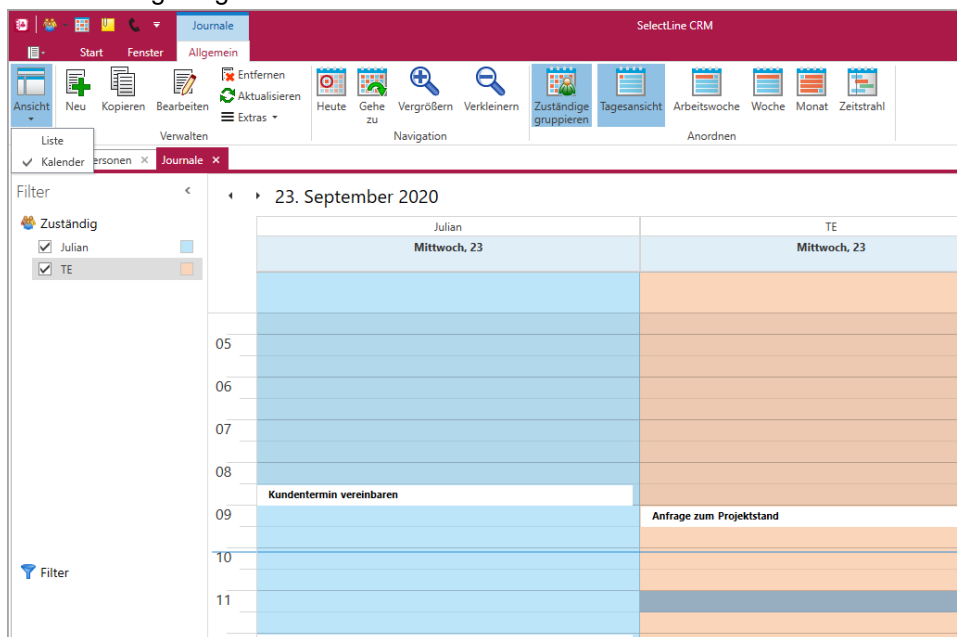 Journale
SelectLine CRM
Start Fenster Allgemein
Ansicht
Neu
Kopieren
Bearbeiten
Entfernen
Aktualisieren
Extras
Verwalten
Heute
Gehe zu
Vergrößern
Verkleinern
Navigation
Zuständige gruppieren
Tagesansicht
Arbeitswoche
Woche
Monat
Zeitstrahl
Anordnen
Liste
Kalender
ersonen
Journale
Filter
Zuständig
Julian
TE
Filter
23. September 2020
Julian TE
Mittwoch, 23 Mittwoch, 23
05
06
07
08
Kundentermin vereinbaren
09
Anfrage zum Projektstand
10
11